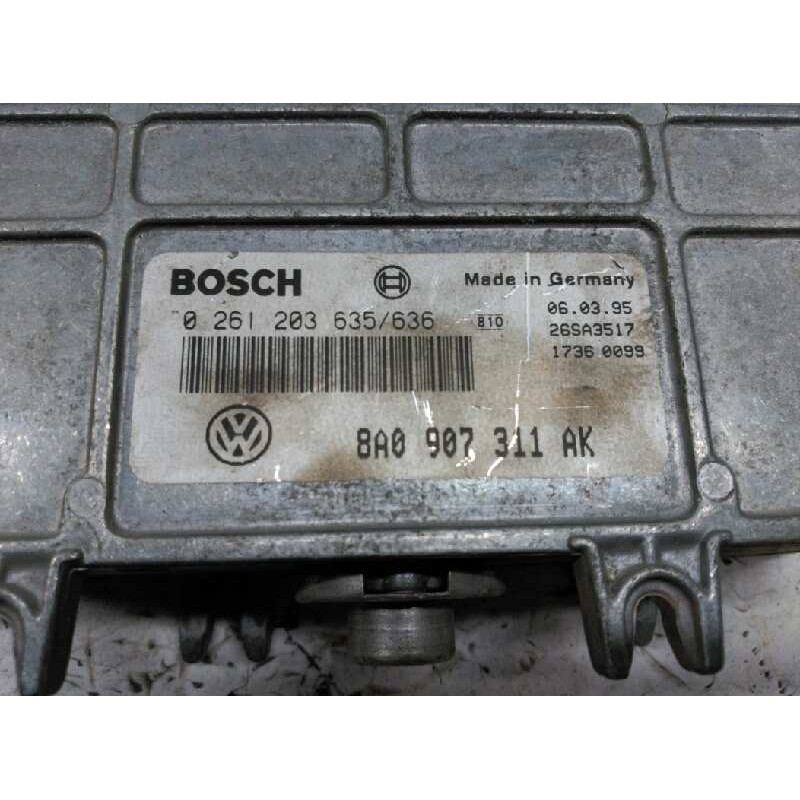 BOSCH
Made in Germany
0 261 203 635/636
810
06.03.95
26SA3517
1736 0099
8A0 907 311 AK